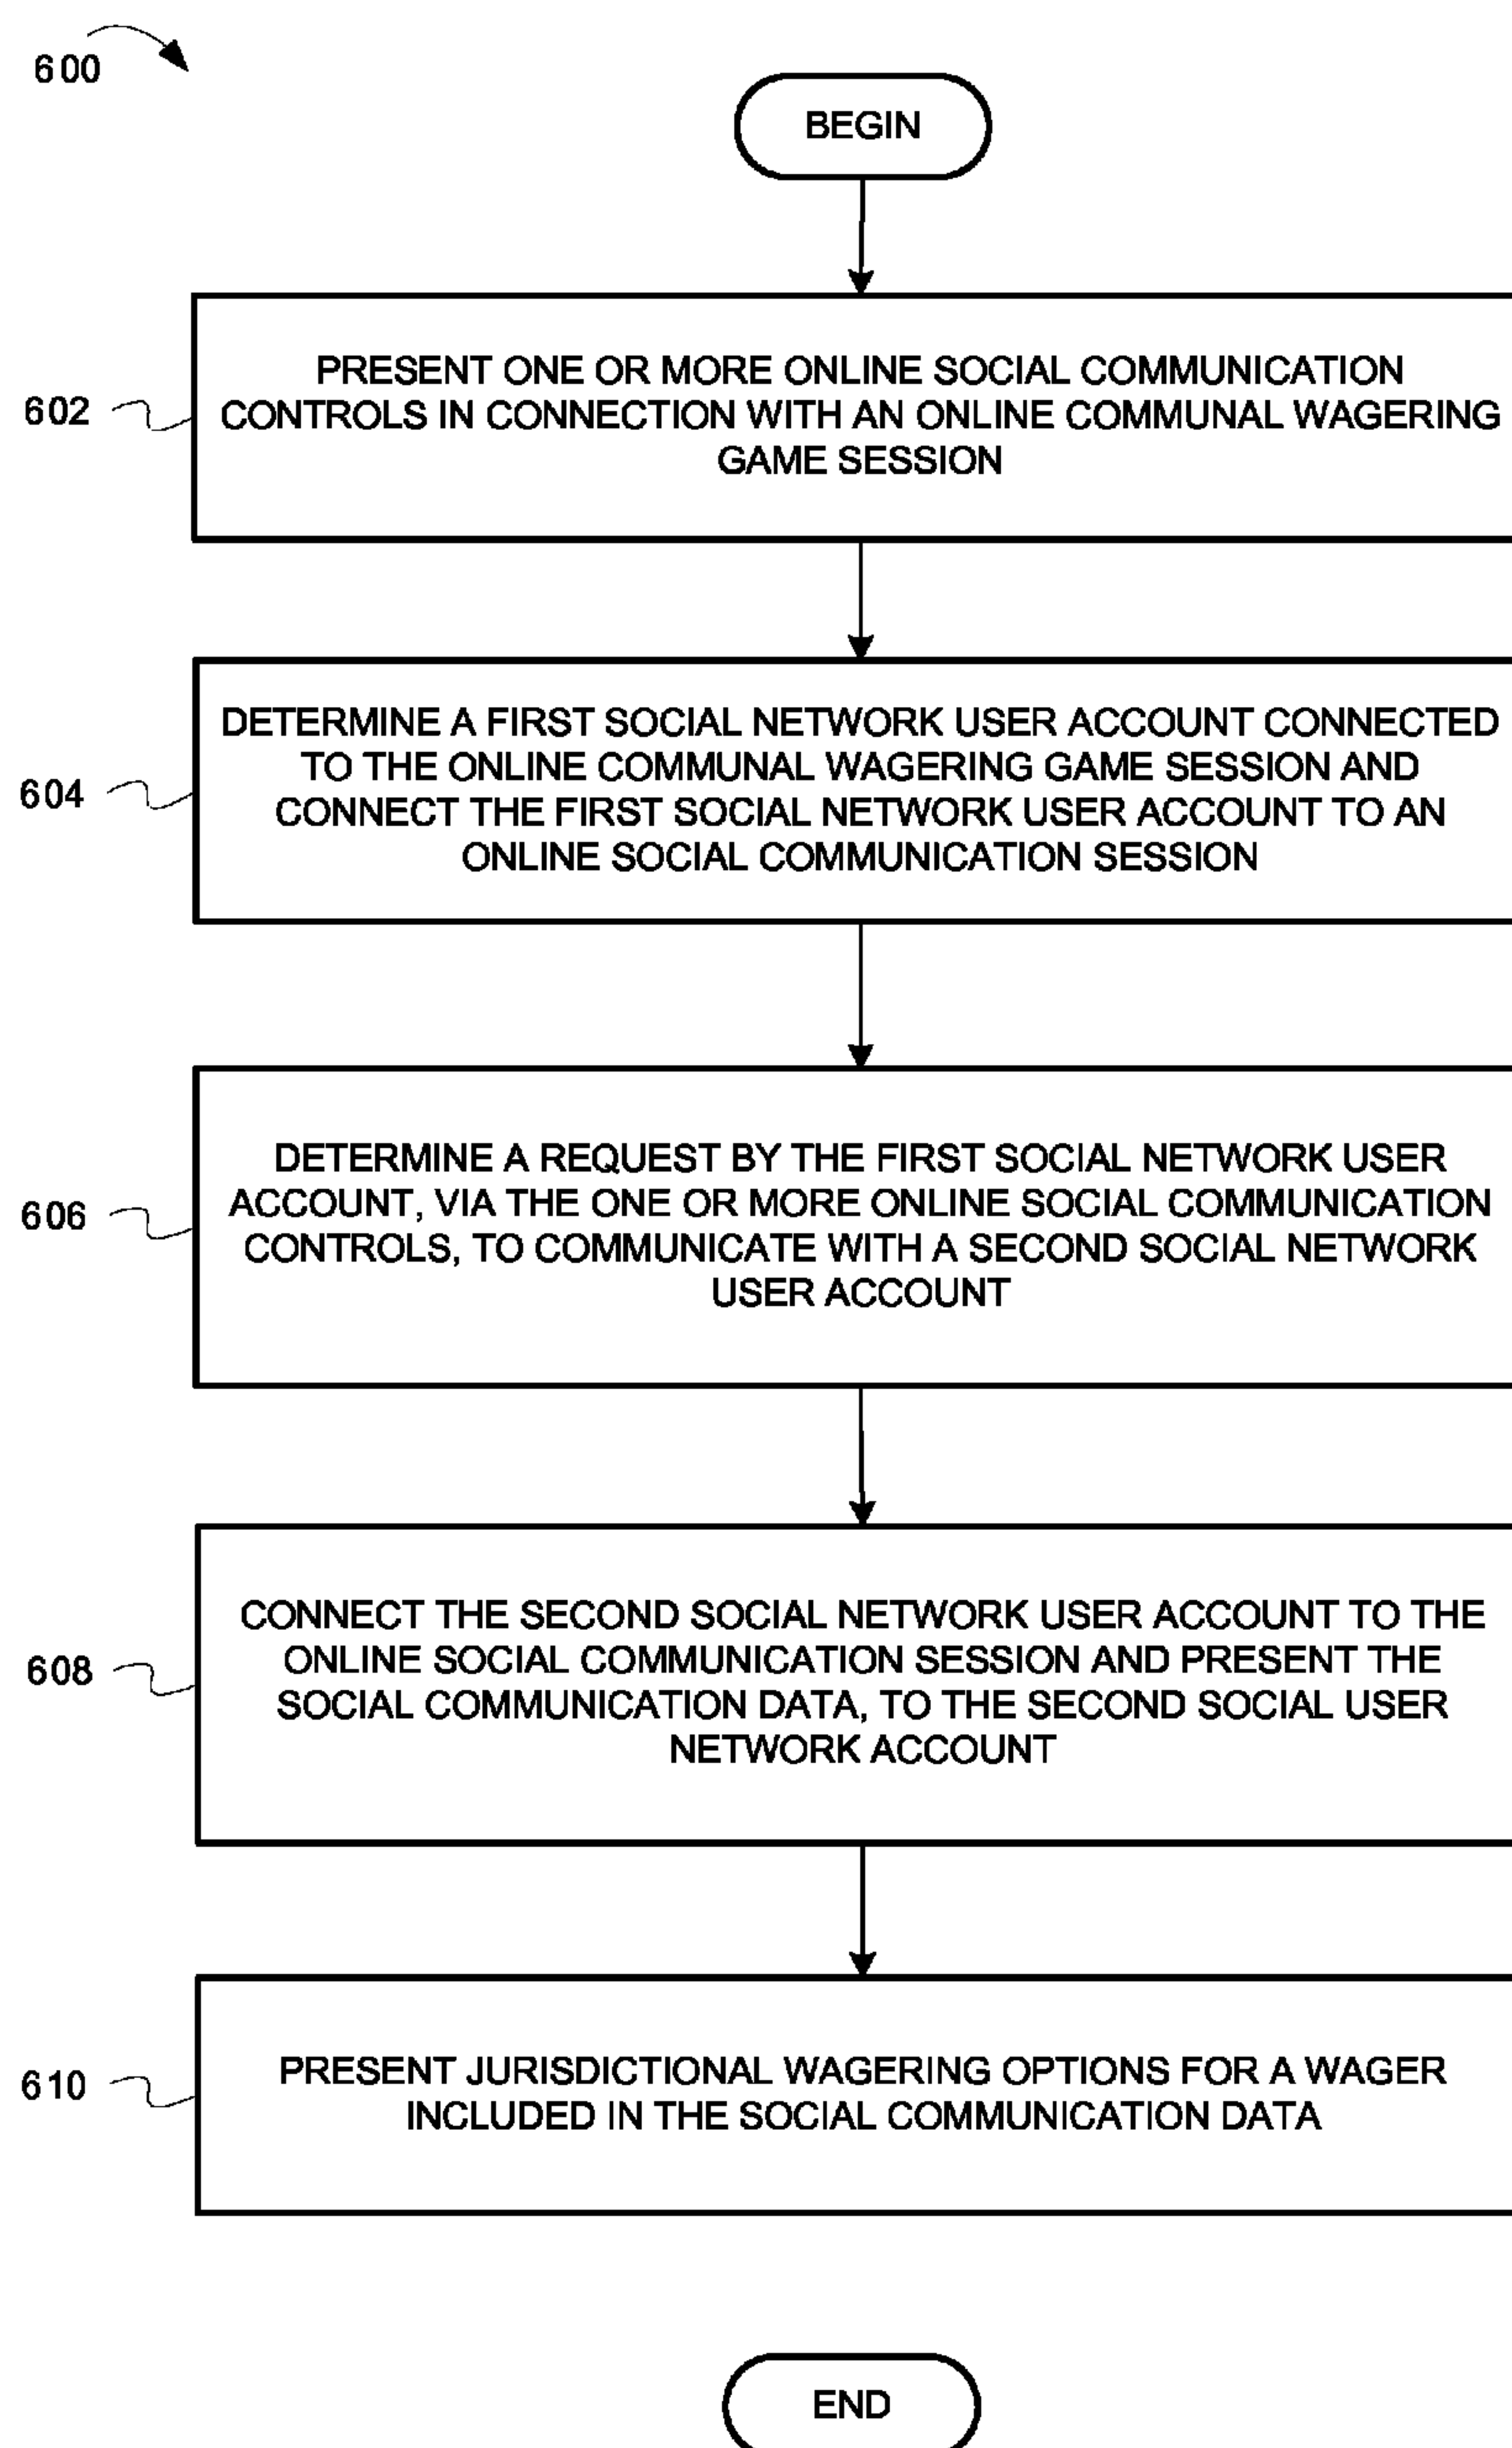 600
BEGIN
PRESENT ONE OR MORE ONLINE SOCIAL COMMUNICATION
CONTROLS IN CONNECTION WITH AN ONLINE COMMUNAL WAGERING
GAME SESSION
602
DETERMINE A FIRST SOCIAL NETWORK USER ACCOUNT CONNECTED
TO THE ONLINE COMMUNAL WAGERING GAME SESSION AND
CONNECT THE FIRST SOCIAL NETWORK USER ACCOUNT TO AN
ONLINE SOCIAL COMMUNICATION SESSION
604
DETERMINE A REQUEST BY THE FIRST SOCIAL NETWORK USER
ACCOUNT, VIA THE ONE OR MORE ONLINE SOCIAL COMMUNICATION
CONTROLS, TO COMMUNICATE WITH A SECOND SOCIAL NETWORK
USER ACCOUNT
606
CONNECT THE SECOND SOCIAL NETWORK USER ACCOUNT TO THE
ONLINE SOCIAL COMMUNICATION SESSION AND PRESENT THE
SOCIAL COMMUNICATION DATA, TO THE SECOND SOCIAL USER
NETWORK ACCOUNT
608
PRESENT JURISDICTIONAL WAGERING OPTIONS FOR A WAGER
INCLUDED IN THE SOCIAL COMMUNICATION DATA
610
END